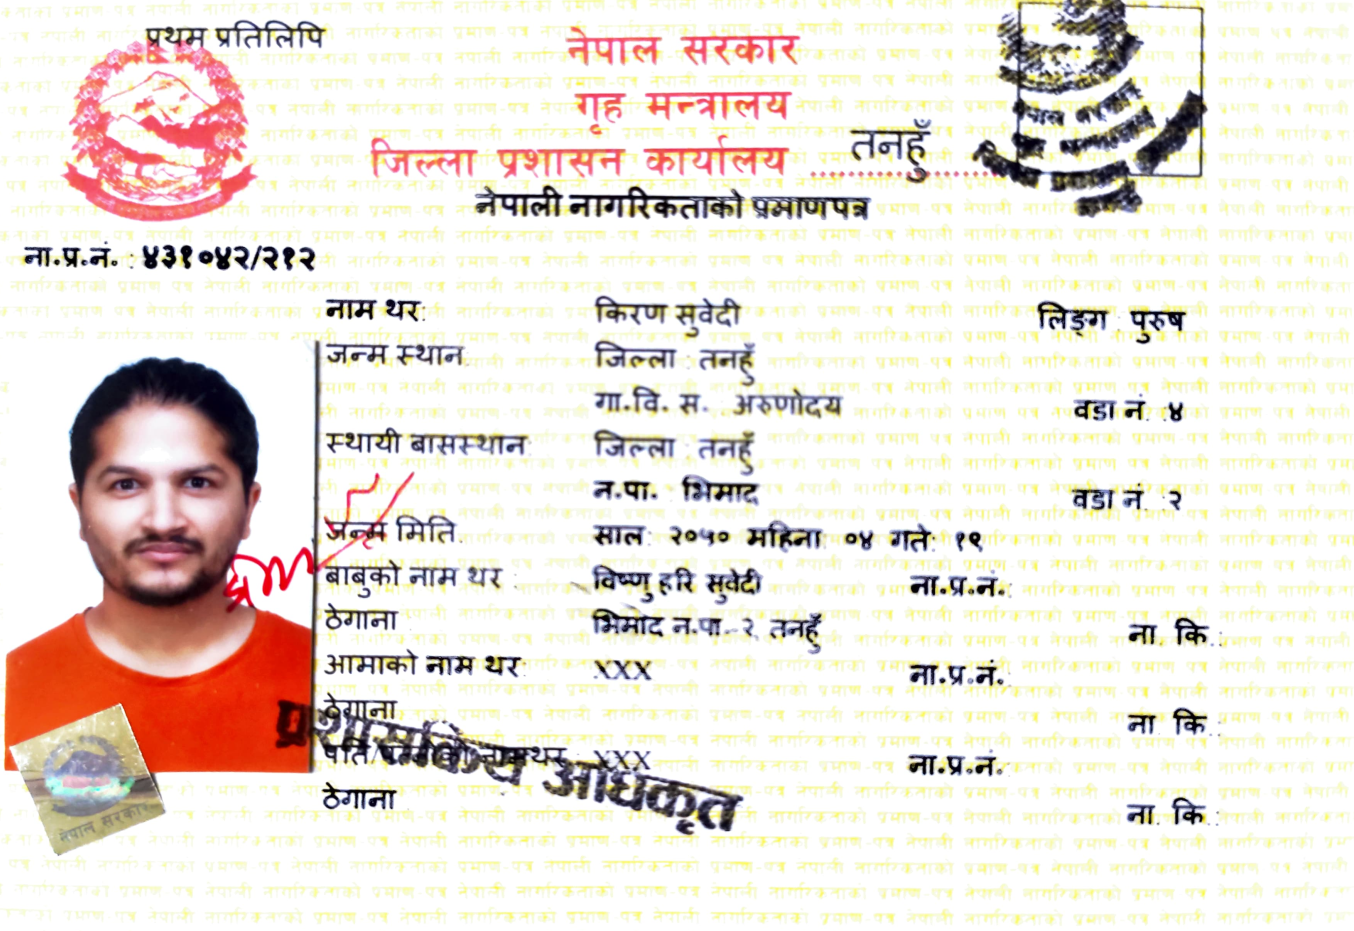 प्रथम प्रतिलिपि
नेपाल सरकार
गृह मन्त्रालय
जिल्ला प्रशासन कार्यालय तनहुँ
नेपाली नागरिकताको प्रमाणपत्र
ना.प्र.नं. : ४३१०४२/२१२
नाम थर: किरण सुवेदी लिङ्ग : पुरुष
जन्म स्थान: जिल्ला : तनहुँ
गा.वि. स. अरुणोदय वडा नं. :४
स्थायी बासस्थान: जिल्ला : तनहुँ
न.पा. भिमाद वडा नं. :२
जन्म मिति: साल: २०५० महिना: ०४ गते: १९
बाबुको नाम थर : विष्णु हरि सुवेदी ना.प्र.नं.:
ठेगाना : भिमाद न.पा.-२, तनहुँ ना. कि.:
आमाको नाम थर: XXX ना.प्र.नं.:
ठेगाना ना. कि.:
पति/पत्नीको नाम थर: XXX ना.प्र.नं.:
ठेगाना : ना. कि.:
प्रशासकिय अधिकृत
नेपाल सरकार